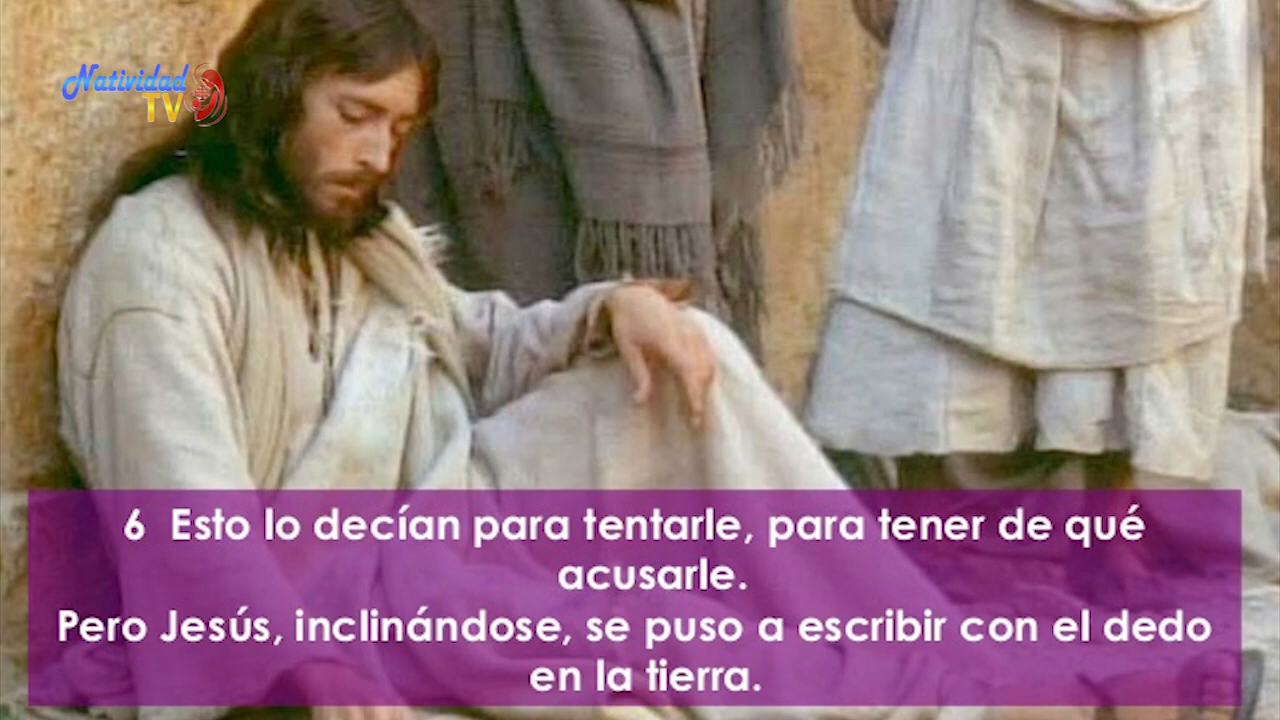 Natividad
TV
6 Esto lo decían para tentarle, para tener de qué
acusarle.
Pero Jesús, inclinándose, se puso a escribir con el dedo
en la tierra.